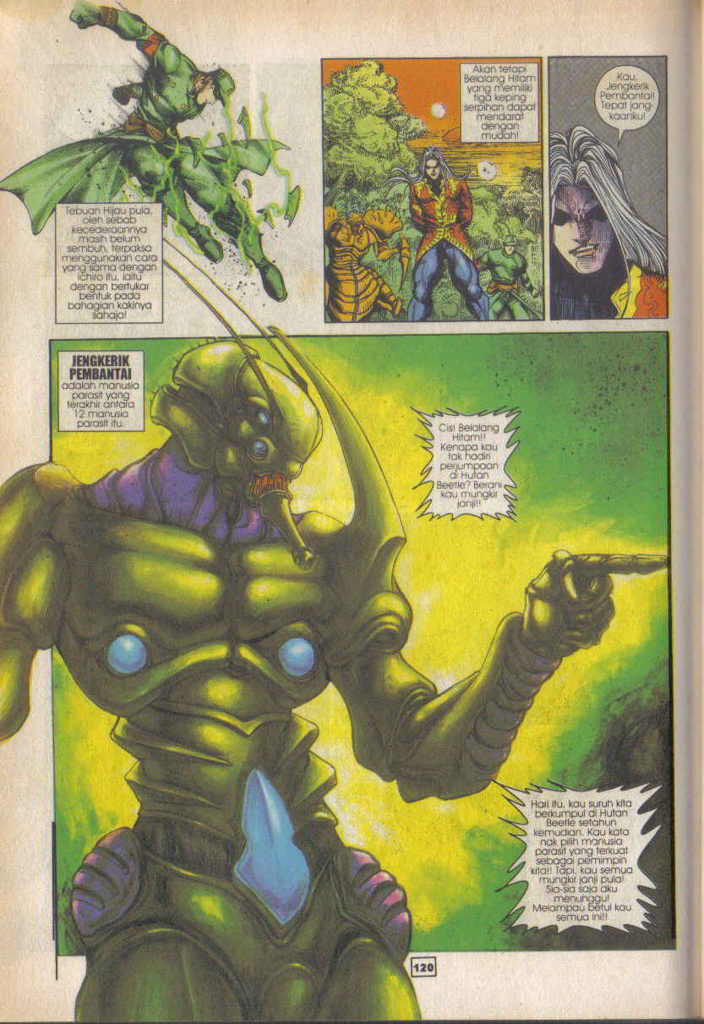 Tebuan Hijau pula,
oleh sebab
kecederaannya
masih belum
sembuh, terpaksa
menggunakan cara
yang sama dengan
Ichiro itu, iaitu
dengan bertukar
bentuk pada
bahagian kakinya
sahaja!
Akan tetapi
Belalang Hitam
yang memiliki
tiga keping
serpihan dapat
mendarat
dengan
mudah!
Kau,
Jengkerik
Pembantai!
Tepat jang-
kaanku!
JENGKERIK
PEMBANTAI
adalah manusia
parasit yang
terakhir antara
12 manusia
parasit itu.
Cis! Belalang
Hitam!!
Kenapa kau
tak hadiri
perjumpaan
di Hutan
Beetle? Berani
kau mungkir
janji!!
Hari itu, kau suruh kita
berkumpul di Hutan
Beetle setahun
kemudian. Kau kata
nak pilih manusia
parasit yang terkuat
sebagai pemimpin
kita!! Tapi, kau semua
mungkir janji pula!
Sia-sia saja aku
menunggu!
Melampau betul kau
semua ini!!
120